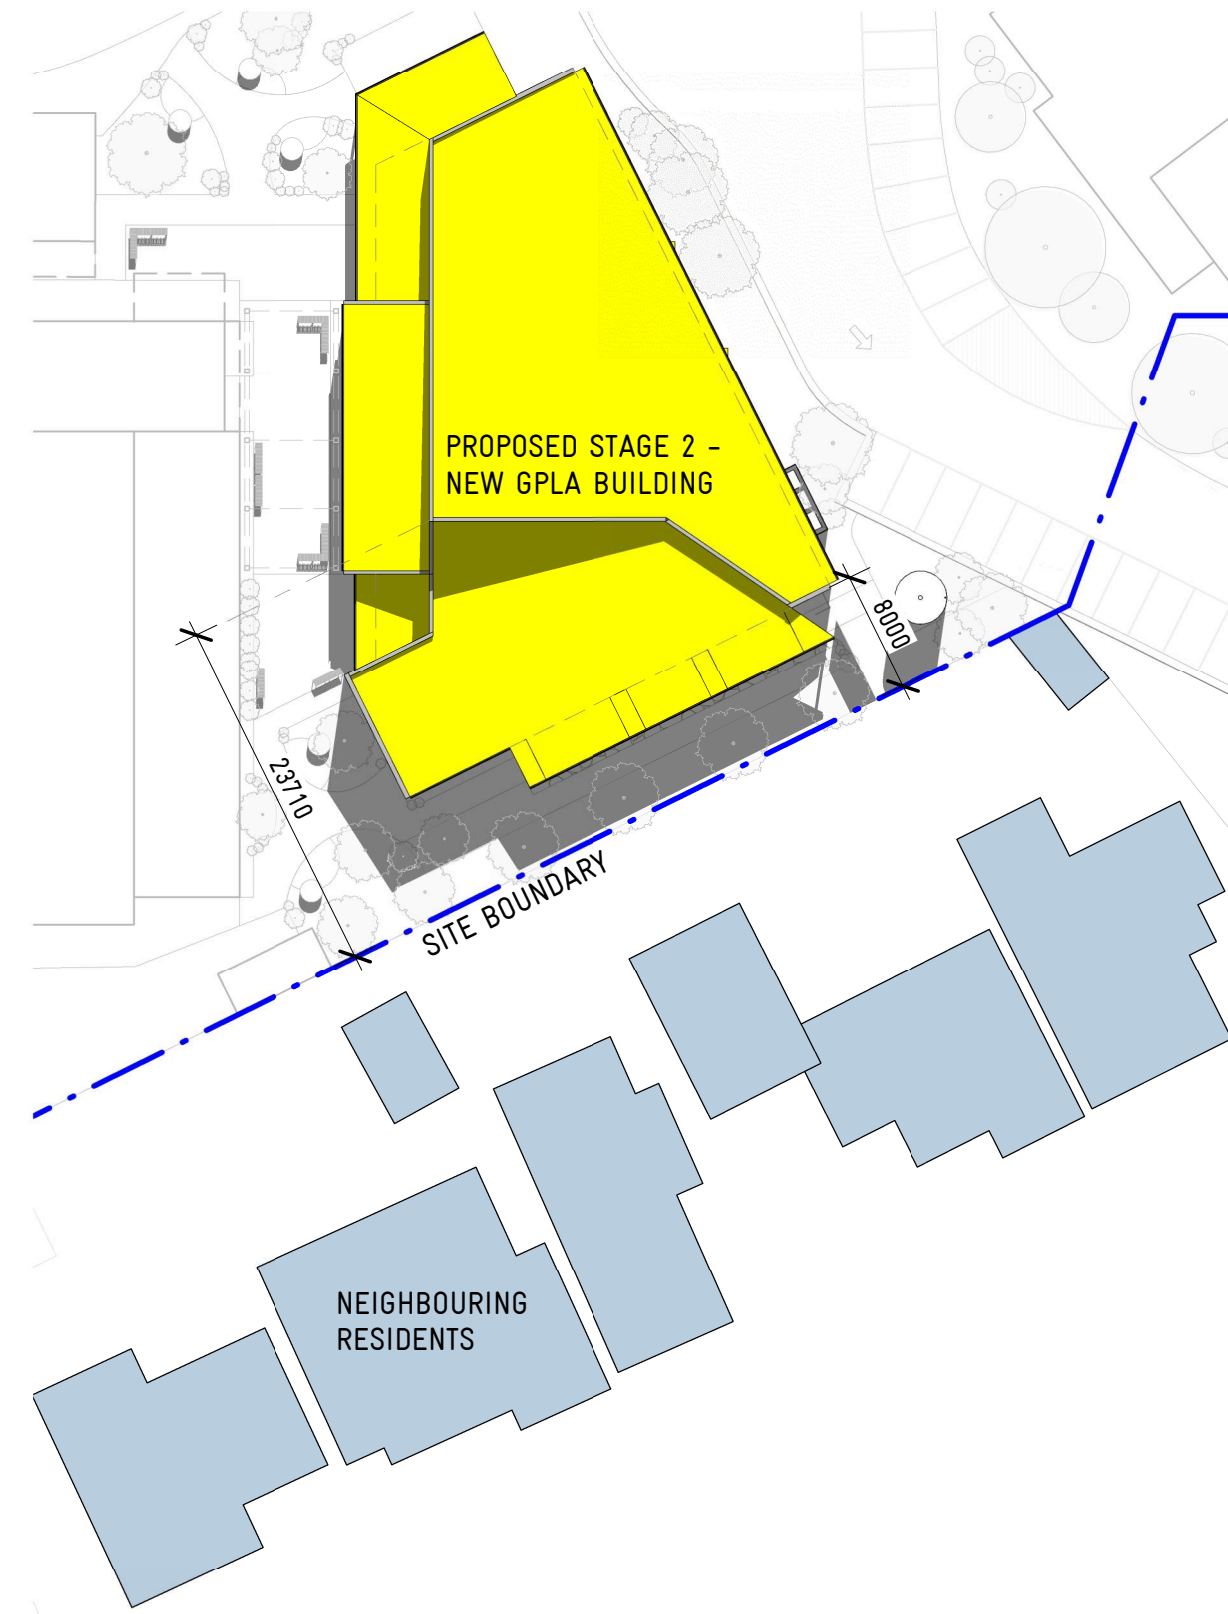 PROPOSED STAGE 2 -
NEW GPLA BUILDING
8000
23710
SITE BOUNDARY
NEIGHBOURING
RESIDENTS